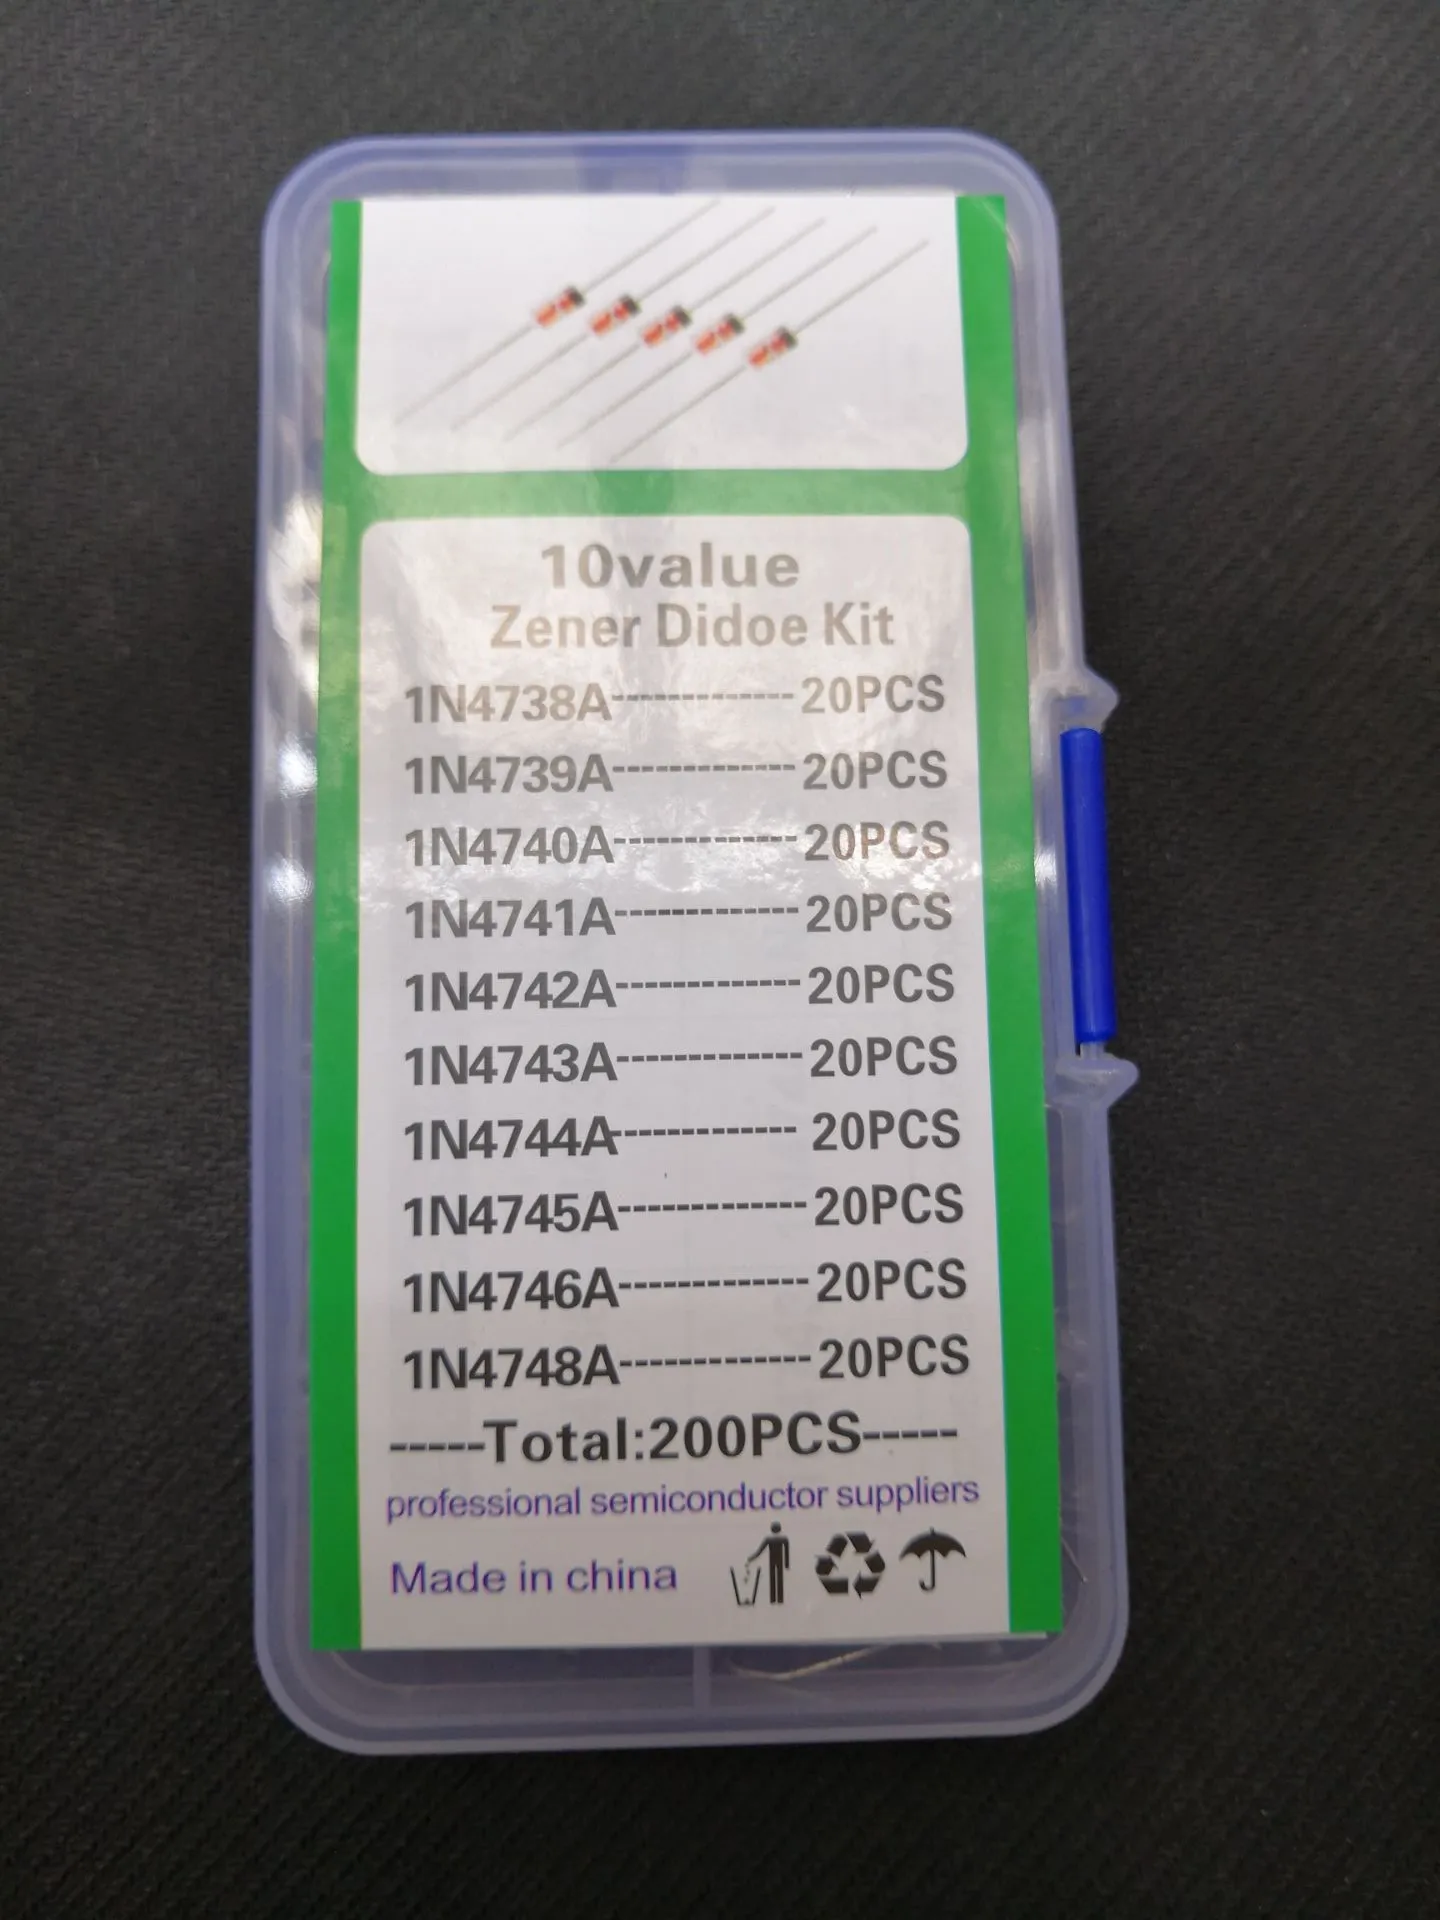 10value
Zener Didoe Kit
1N4738A-------------20PCS
1N4739A-------------20PCS
1N4740A-------------20PCS
1N4741A-------------20PCS
1N4742A-------------20PCS
1N4743A-------------20PCS
1N4744A------------- 20PCS
1N4745A-------------20PCS
1N4746A-------------20PCS
1N4748A-------------20PCS
-----Total:200PCS-----
professional semiconductor suppliers
Made in china